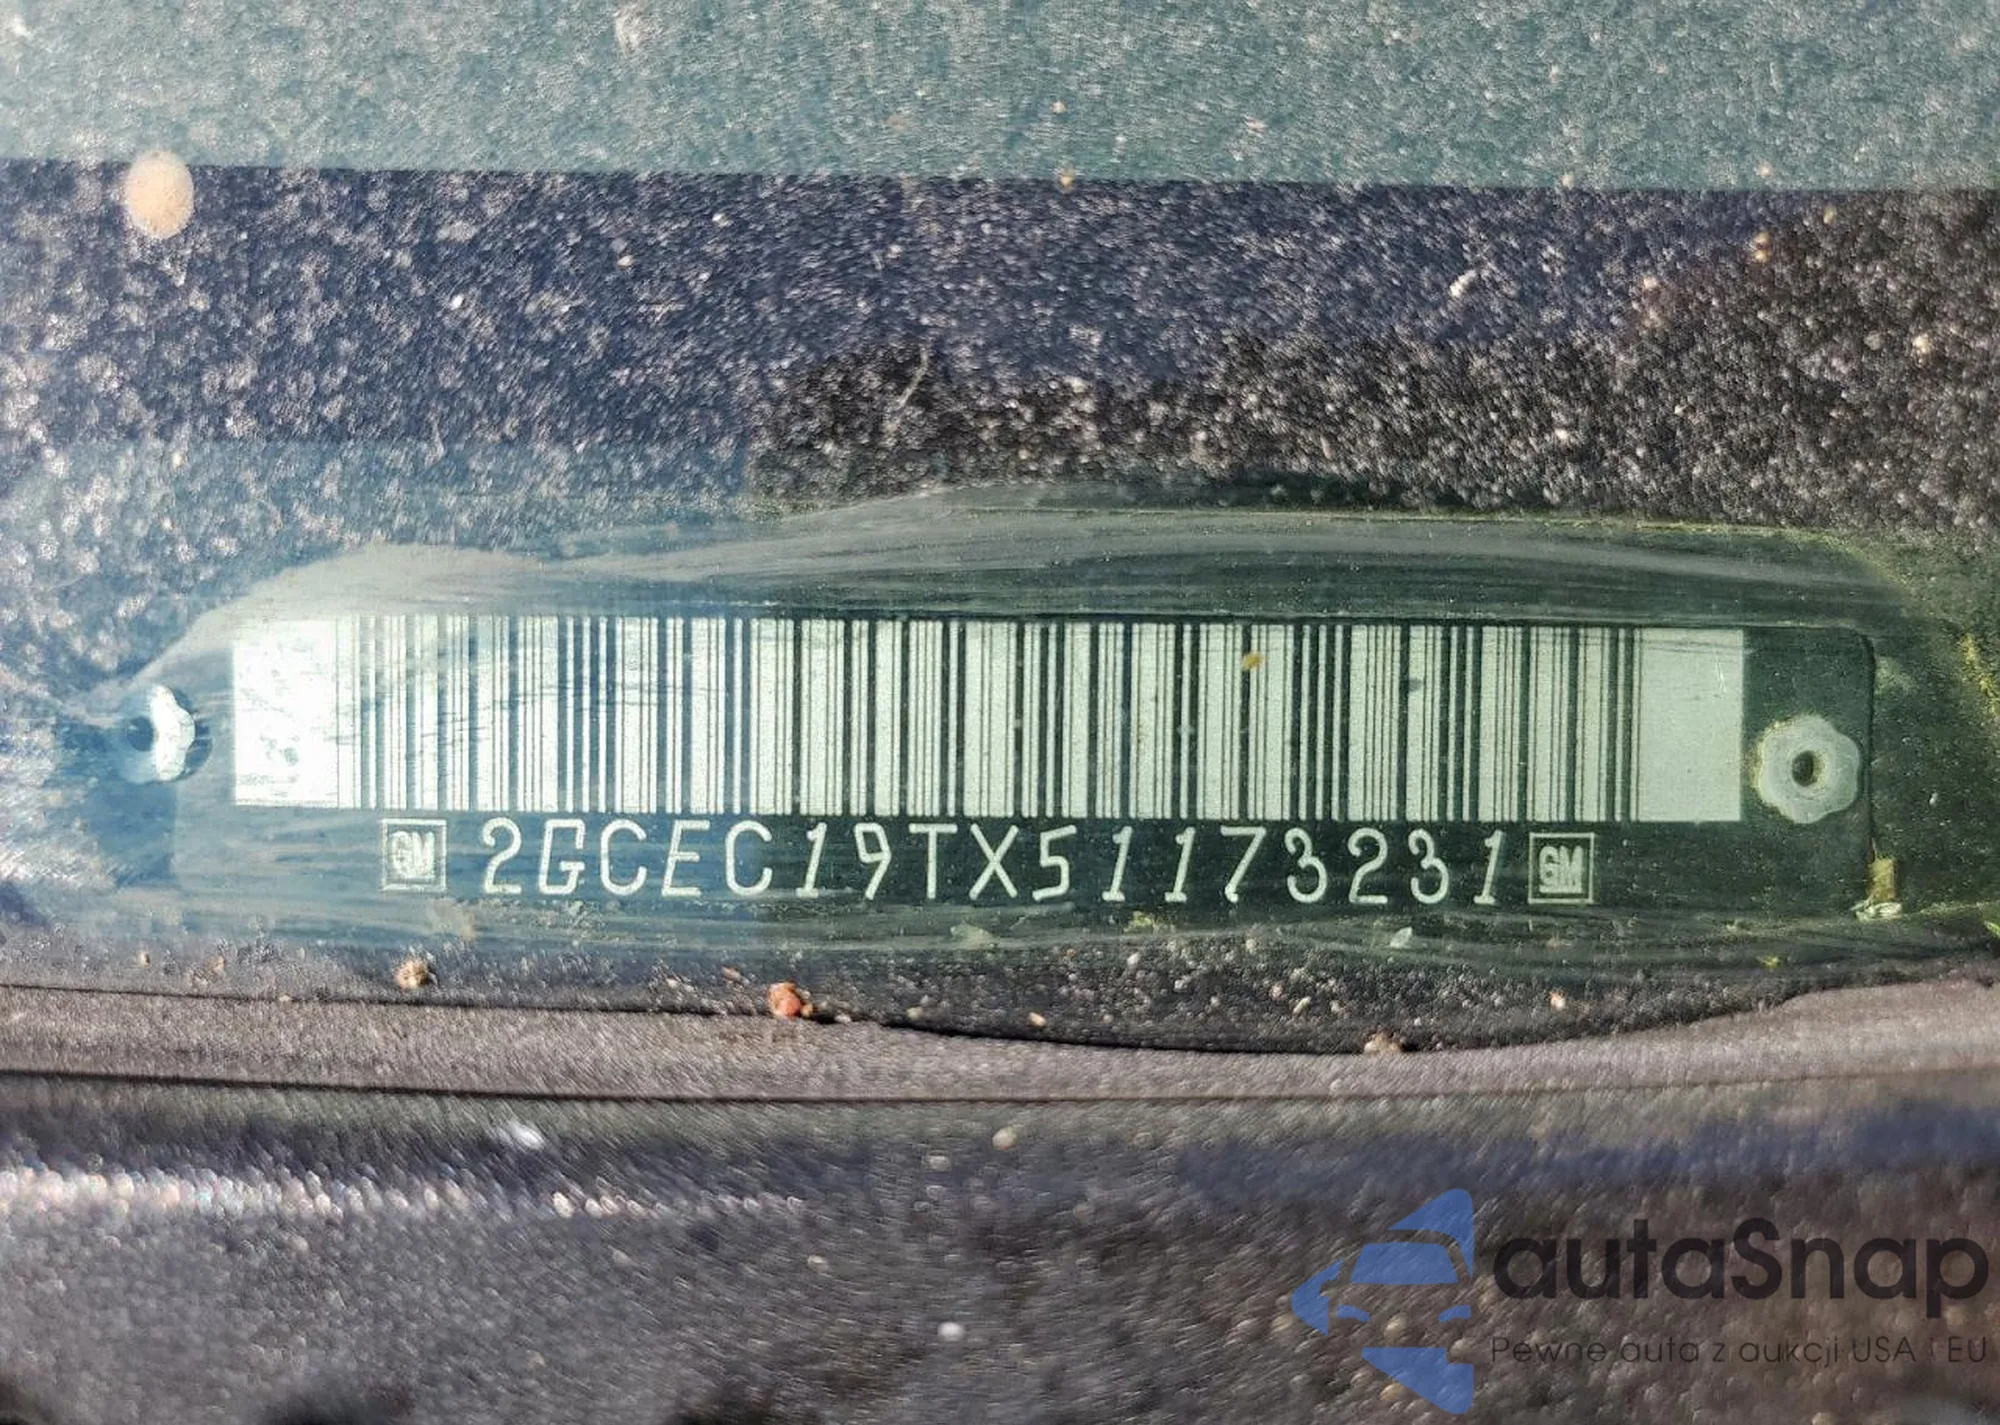 GM 2GCEC19TX51173231 GM
autaSnap
Pewne auta z aukcji USA i EU